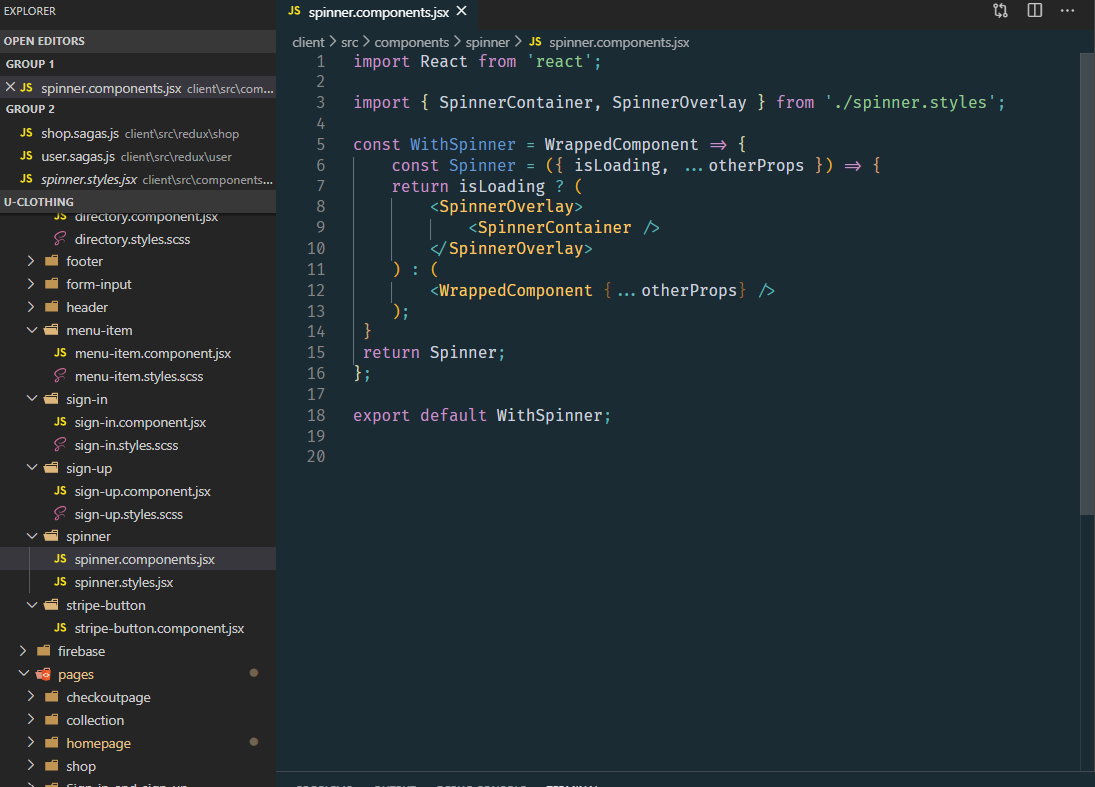 EXPLORER
OPEN EDITORS
GROUP 1
JS spinner.components.jsx client\src\com...
GROUP 2
JS shop.sagas.js client\src\redux\shop
JS user.sagas.js client\src\redux\user
JS spinner.styles.jsx client\src\components...
U-CLOTHING
JS directory.component.jsx
directory.styles.scss
footer
form-input
header
menu-item
JS menu-item.component.jsx
menu-item.styles.scss
sign-in
JS sign-in.component.jsx
sign-in.styles.scss
sign-up
JS sign-up.component.jsx
sign-up.styles.scss
spinner
JS spinner.components.jsx
JS spinner.styles.jsx
stripe-button
JS stripe-button.component.jsx
firebase
pages
checkoutpage
collection
homepage
shop
JS spinner.components.jsx
client > src > components > spinner > JS spinner.components.jsx
1 import React from 'react';
2
3 import { SpinnerContainer, SpinnerOverlay } from './spinner.styles';
4
5 const WithSpinner = WrappedComponent => {
6 const Spinner = ({ isLoading, ...otherProps }) => {
7 return isLoading ? (
8 <SpinnerOverlay>
9 <SpinnerContainer />
10 </SpinnerOverlay>
11 ) : (
12 <WrappedComponent {...otherProps} />
13 );
14 }
15 return Spinner;
16 };
17
18 export default WithSpinner;
19
20